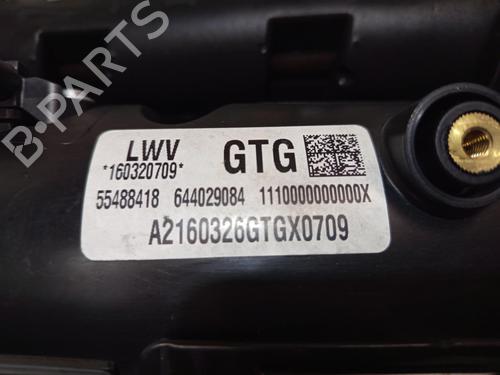 B-PARTS
LWV
*160320709*
GTG
55488418 644029084 1110000000000X
A2160326GTGX0709